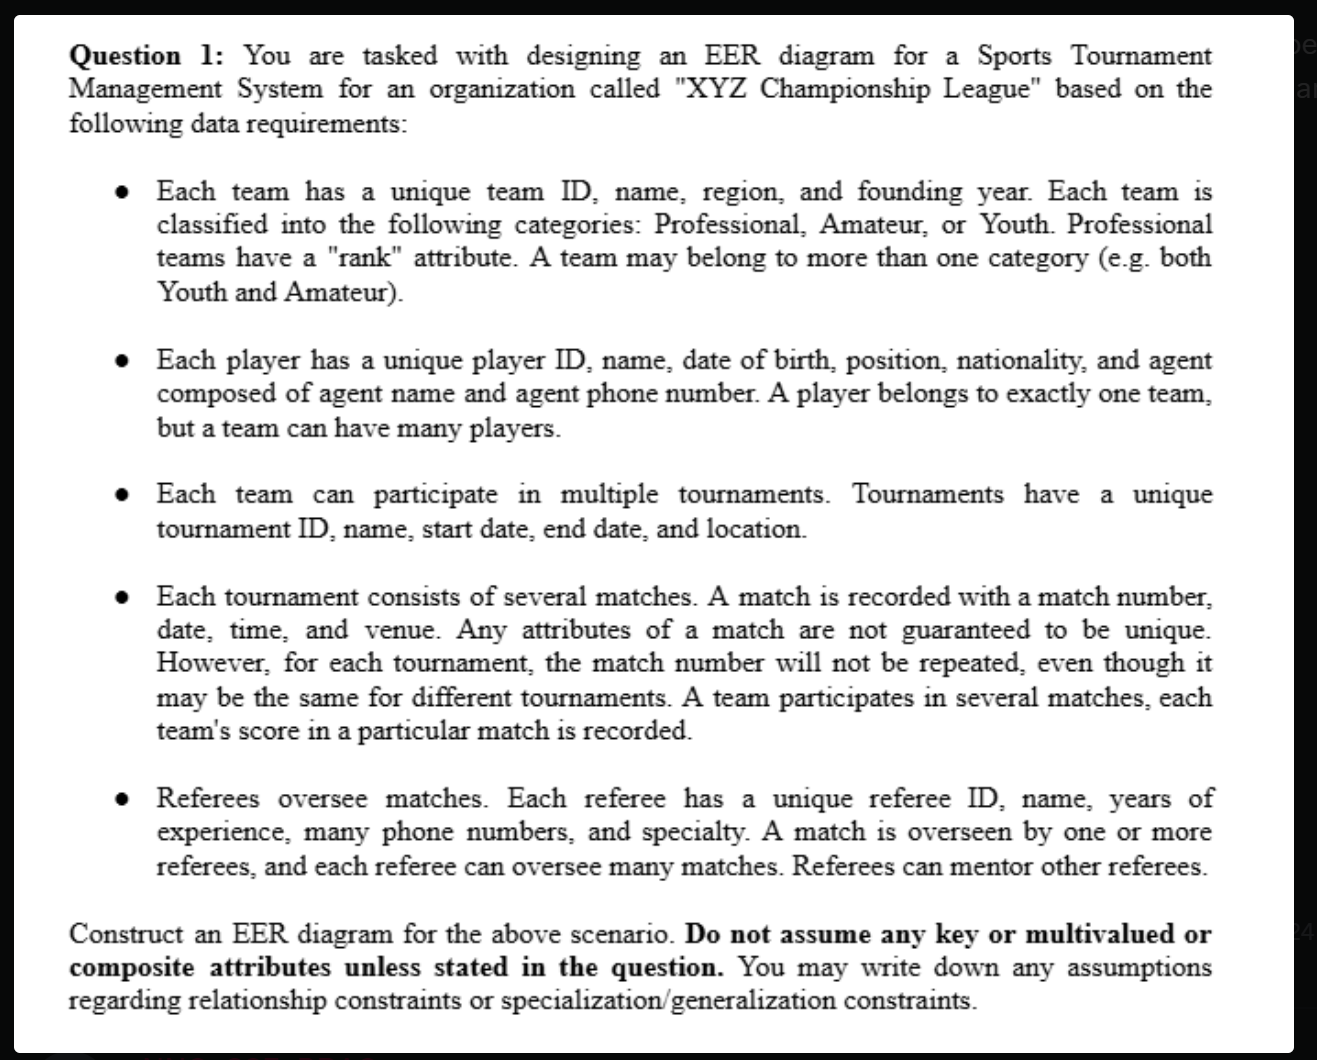 Question 1: You are tasked with designing an EER diagram for a Sports Tournament
Management System for an organization called "XYZ Championship League" based on the
following data requirements:
● Each team has a unique team ID, name, region, and founding year. Each team is
classified into the following categories: Professional, Amateur, or Youth. Professional
teams have a "rank" attribute. A team may belong to more than one category (e.g. both
Youth and Amateur).
● Each player has a unique player ID, name, date of birth, position, nationality, and agent
composed of agent name and agent phone number. A player belongs to exactly one team,
but a team can have many players.
● Each team can participate in multiple tournaments. Tournaments have a unique
tournament ID, name, start date, end date, and location.
● Each tournament consists of several matches. A match is recorded with a match number,
date, time, and venue. Any attributes of a match are not guaranteed to be unique.
However, for each tournament, the match number will not be repeated, even though it
may be the same for different tournaments. A team participates in several matches, each
team's score in a particular match is recorded.
● Referees oversee matches. Each referee has a unique referee ID, name, years of
experience, many phone numbers, and specialty. A match is overseen by one or more
referees, and each referee can oversee many matches. Referees can mentor other referees.
Construct an EER diagram for the above scenario. Do not assume any key or multivalued or
composite attributes unless stated in the question. You may write down any assumptions
regarding relationship constraints or specialization/generalization constraints.